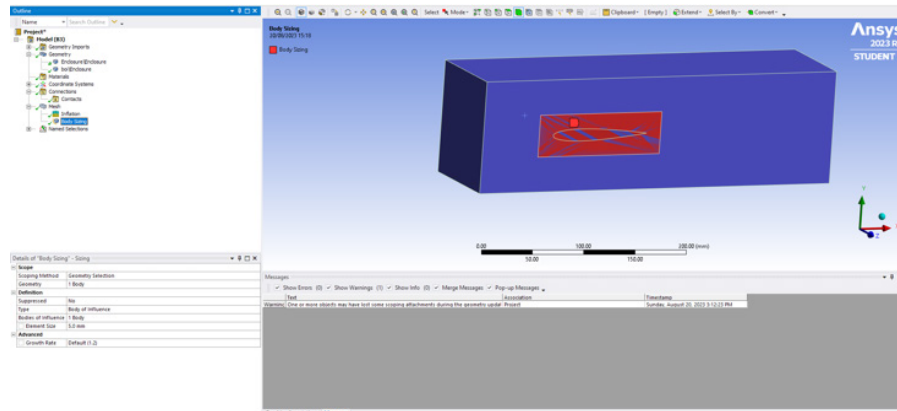 Outline
Name Search Outline
Project*
Model (B3)
Geometry Imports
Geometry
Enclosure\Enclosure
boi\Enclosure
Materials
Coordinate Systems
Connections
Contacts
Mesh
Inflation
Body Sizing
Named Selections
Details of "Body Sizing" - Sizing
Scope
Scoping Method Geometry Selection
Geometry 1 Body
Definition
Suppressed No
Type Body of Influence
Bodies of Influence 1 Body
Element Size 5.0 mm
Advanced
Growth Rate Default (1.2)
Select Mode Clipboard [ Empty ] Extend Select By Convert
Body Sizing
20/08/2023 15:16
Body Sizing
Ansys
2023 R
STUDENT
Y
Z
0.00 100.00 200.00 (mm)
50.00 150.00
Messages
Show Errors (0) Show Warnings (1) Show Info (0) Merge Messages Pop-up Messages
Text Association Timestamp
Warning One or more objects may have lost some scoping attachments during the geometry updat Project Sunday, August 20, 2023 3:12:23 PM